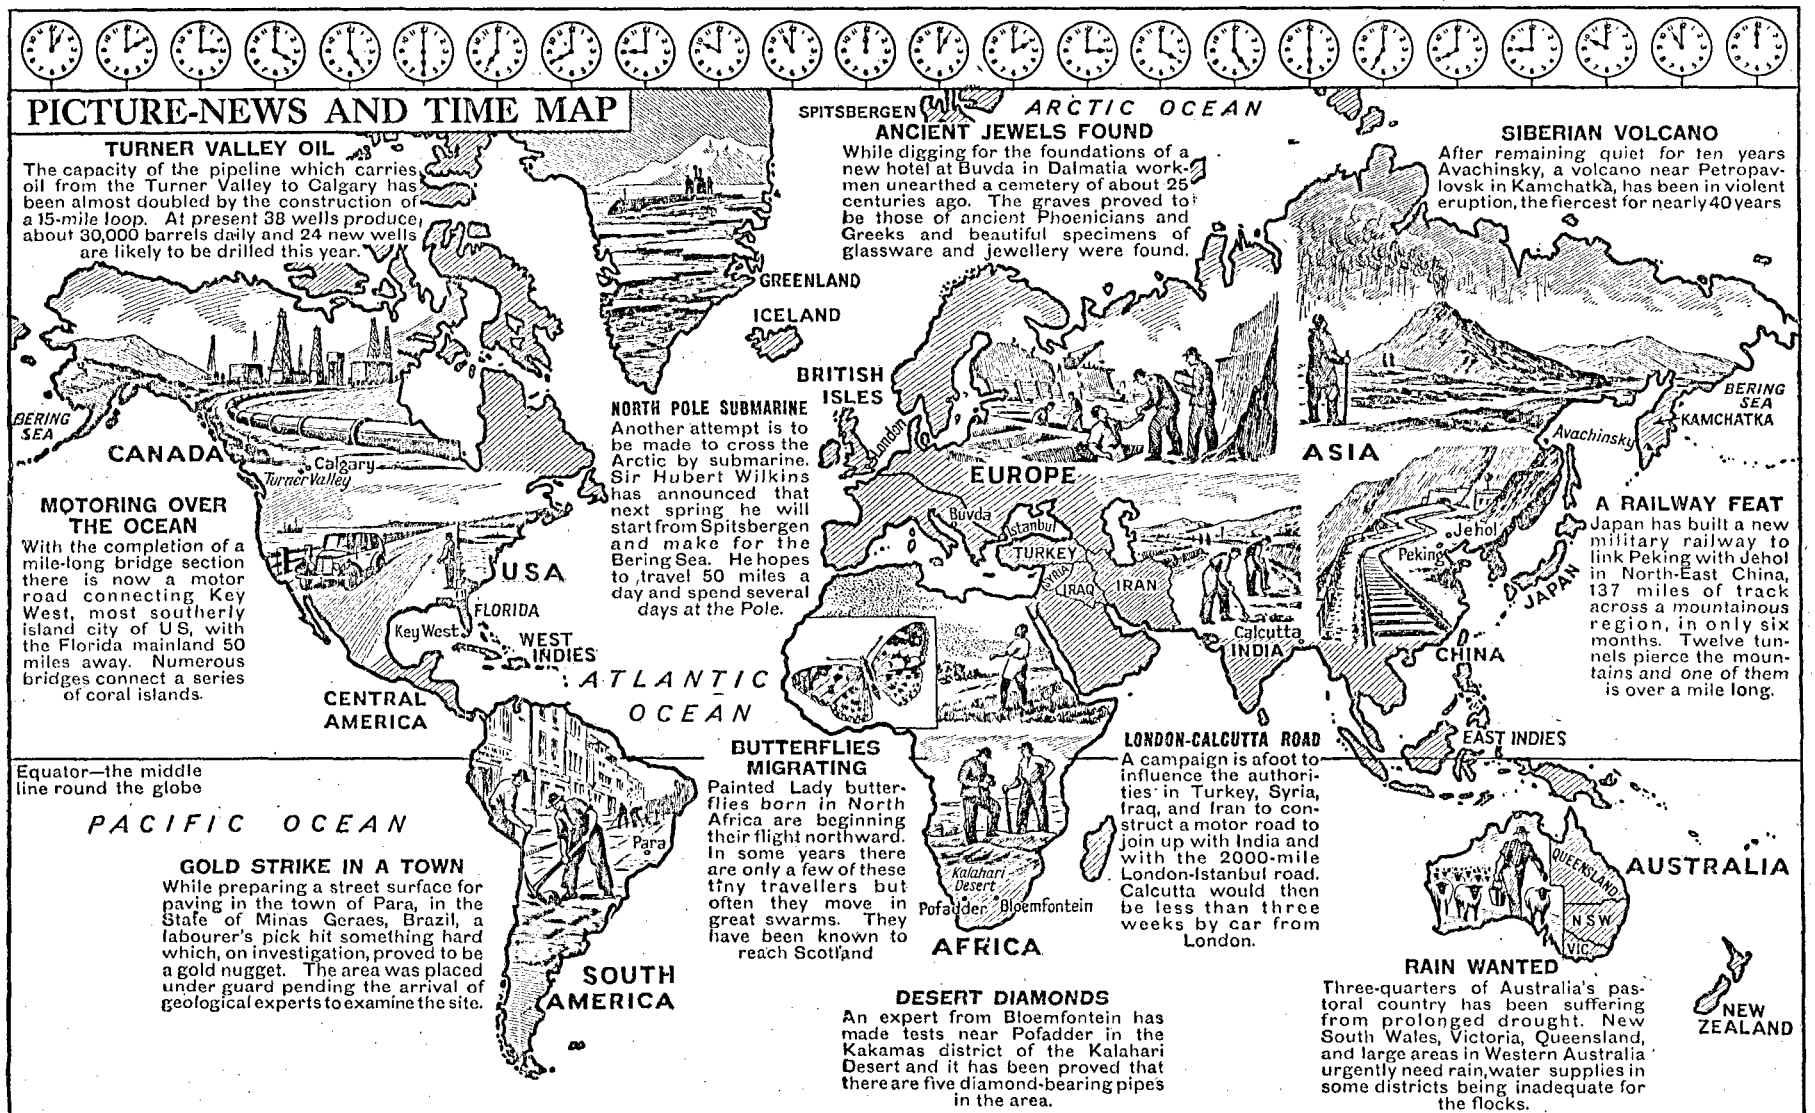 PICTURE-NEWS AND TIME MAP
TURNER VALLEY OIL
The capacity of the pipeline which carries
oil from the Turner Valley to Calgary has
been almost doubled by the construction of
a 15-mile loop. At present 38 wells produce
about 30,000 barrels daily and 24 new wells
are likely to be drilled this year.
SPITSBERGEN
ARCTIC OCEAN
ANCIENT JEWELS FOUND
While digging for the foundations of a
new hotel at Buvda in Dalmatia work-
men unearthed a cemetery of about 25
centuries ago. The graves proved to
be those of ancient Phoenicians and
Greeks and beautiful specimens of
glassware and jewellery were found.
SIBERIAN VOLCANO
After remaining quiet for ten years
Avachinsky, a volcano near Petropav-
lovsk in Kamchatka, has been in violent
eruption, the fiercest for nearly 40 years
GREENLAND
ICELAND
BRITISH
ISLES
London
BERING
SEA
CANADA
Calgary
Turner Valley
NORTH POLE SUBMARINE
Another attempt is to
be made to cross the
Arctic by submarine.
Sir Hubert Wilkins
has announced that
next spring he will
start from Spitsbergen
and make for the
Bering Sea. He hopes
to travel 50 miles a
day and spend several
days at the Pole.
EUROPE
ASIA
BERING
SEA
KAMCHATKA
Avachinsky
MOTORING OVER
THE OCEAN
With the completion of a
mile-long bridge section
there is now a motor
road connecting Key
West, most southerly
island city of US, with
the Florida mainland 50
miles away. Numerous
bridges connect a series
of coral islands.
USA
FLORIDA
Key West
WEST
INDIES
Buvda
Istanbul
TURKEY
SYRIA
IRAQ
IRAN
Calcutta
INDIA
Jehol
Peking
CHINA
JAPAN
A RAILWAY FEAT
Japan has built a new
military railway to
link Peking with Jehol
in North-East China,
137 miles of track
across a mountainous
region, in only six
months. Twelve tun-
nels pierce the moun-
tains and one of them
is over a mile long.
ATLANTIC
OCEAN
CENTRAL
AMERICA
EAST INDIES
Equator—the middle
line round the globe
PACIFIC OCEAN
GOLD STRIKE IN A TOWN
While preparing a street surface for
paving in the town of Para, in the
State of Minas Geraes, Brazil, a
labourer's pick hit something hard
which, on investigation, proved to be
a gold nugget. The area was placed
under guard pending the arrival of
geological experts to examine the site.
Para
SOUTH
AMERICA
BUTTERFLIES
MIGRATING
Painted Lady butter-
flies born in North
Africa are beginning
their flight northward.
In some years there
are only a few of these
tiny travellers but
often they move in
great swarms. They
have been known to
reach Scotland
Kalahari
Desert
Pofadder
Bloemfontein
AFRICA
LONDON-CALCUTTA ROAD
A campaign is afoot to
influence the authori-
ties in Turkey, Syria,
Iraq, and Iran to con-
struct a motor road to
join up with India and
with the 2000-mile
London-Istanbul road.
Calcutta would then
be less than three
weeks by car from
London.
DESERT DIAMONDS
An expert from Bloemfontein has
made tests near Pofadder in the
Kakamas district of the Kalahari
Desert and it has been proved that
there are five diamond-bearing pipes
in the area.
AUSTRALIA
QUEENSLAND
NSW
VIC.
RAIN WANTED
Three-quarters of Australia's pas-
toral country has been suffering
from prolonged drought. New
South Wales, Victoria, Queensland,
and large areas in Western Australia
urgently need rain, water supplies in
some districts being inadequate for
the flocks.
NEW
ZEALAND